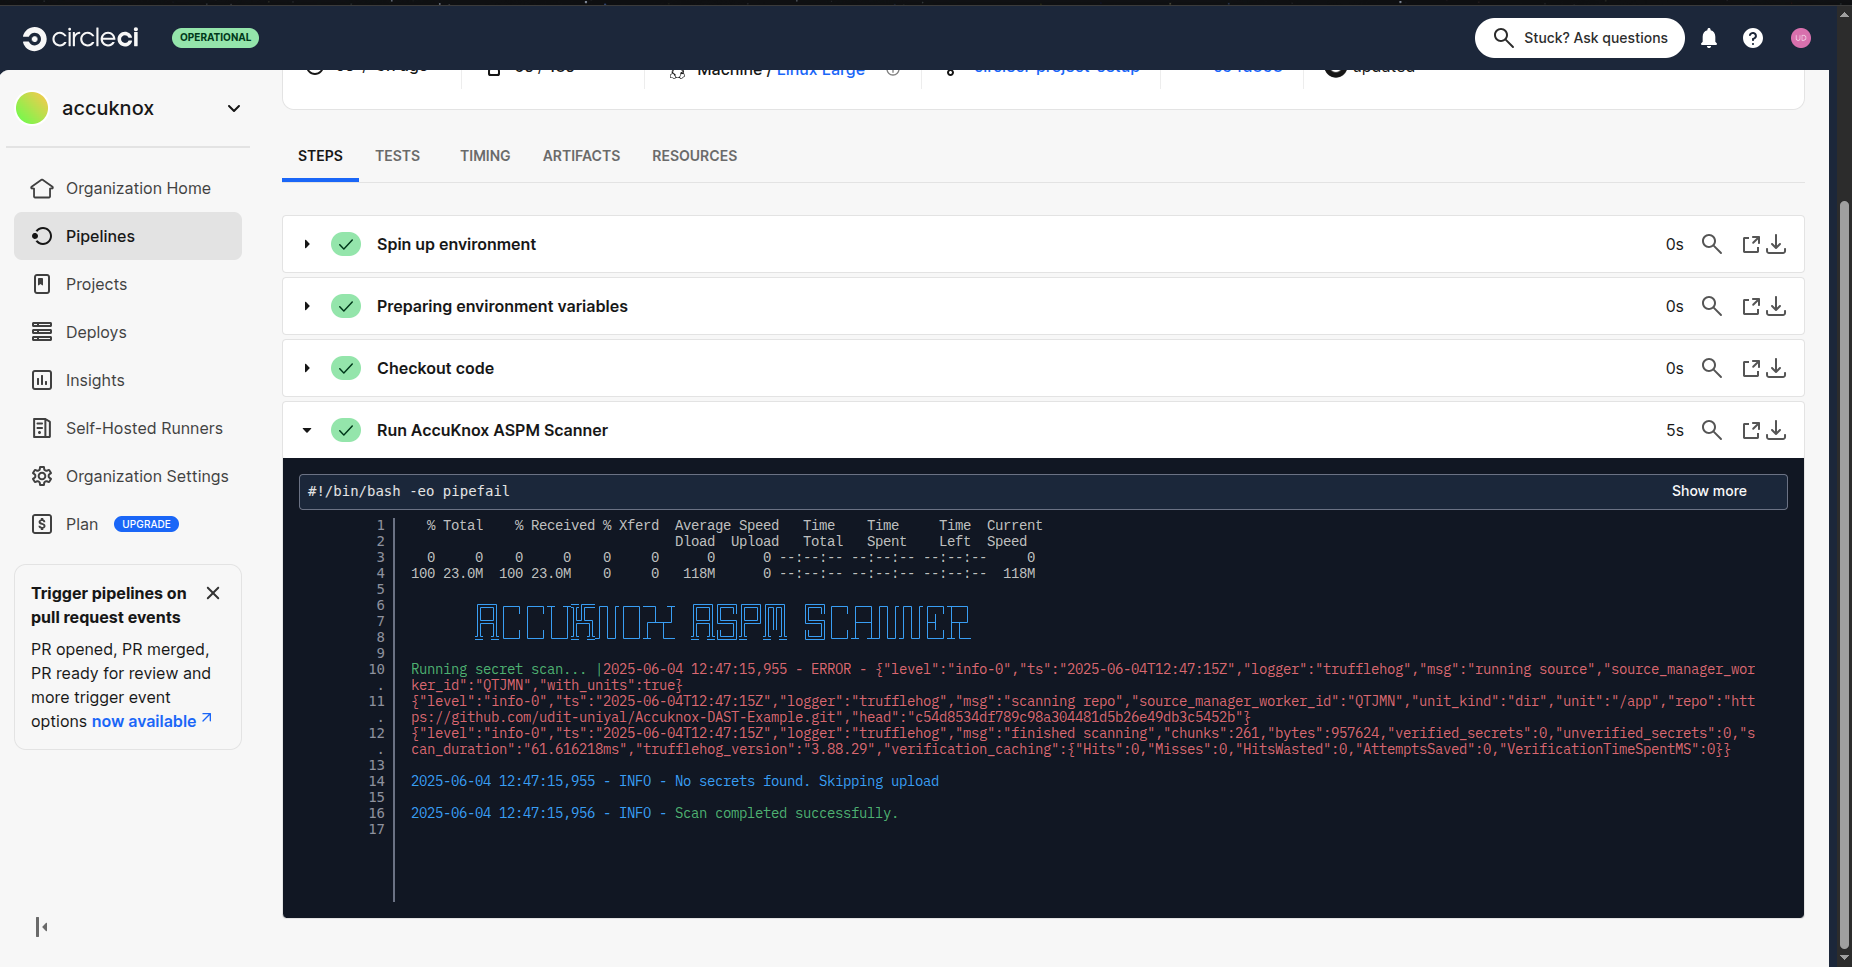 circleci
OPERATIONAL
Stuck? Ask questions
UD
accuknox
Machine / Linux Large
circleci-project-setup
updated
Organization Home
Pipelines
Projects
Deploys
Insights
Self-Hosted Runners
Organization Settings
Plan UPGRADE
Trigger pipelines on
pull request events
PR opened, PR merged,
PR ready for review and
more trigger event
options now available
STEPS TESTS TIMING ARTIFACTS RESOURCES
Spin up environment 0s
Preparing environment variables 0s
Checkout code 0s
Run AccuKnox ASPM Scanner 5s
#!/bin/bash -eo pipefail Show more
1 % Total % Received % Xferd Average Speed Time Time Time Current
2 Dload Upload Total Spent Left Speed
3 0 0 0 0 0 0 0 0 --:--:-- --:--:-- --:--:-- 0
4 100 23.0M 100 23.0M 0 0 118M 0 --:--:-- --:--:-- --:--:-- 118M
5
6
7 ACCUKNOX ASPM SCANNER
8
9
10 Running secret scan... |2025-06-04 12:47:15,955 - ERROR - {"level":"info-0","ts":"2025-06-04T12:47:15Z","logger":"trufflehog","msg":"running source","source_manager_wor
. ker_id":"QTJMN","with_units":true}
11 {"level":"info-0","ts":"2025-06-04T12:47:15Z","logger":"trufflehog","msg":"scanning repo","source_manager_worker_id":"QTJMN","unit_kind":"dir","unit":"/app","repo":"htt
. ps://github.com/udit-uniyal/Accuknox-DAST-Example.git","head":"c54d8534df789c98a304481d5b26e49db3c5452b"}
12 {"level":"info-0","ts":"2025-06-04T12:47:15Z","logger":"trufflehog","msg":"finished scanning","chunks":261,"bytes":957624,"verified_secrets":0,"unverified_secrets":0,"s
. can_duration":"61.616218ms","trufflehog_version":"3.88.29","verification_caching":{"Hits":0,"Misses":0,"HitsWasted":0,"AttemptsSaved":0,"VerificationTimeSpentMS":0}}
13
14 2025-06-04 12:47:15,955 - INFO - No secrets found. Skipping upload
15
16 2025-06-04 12:47:15,956 - INFO - Scan completed successfully.
17